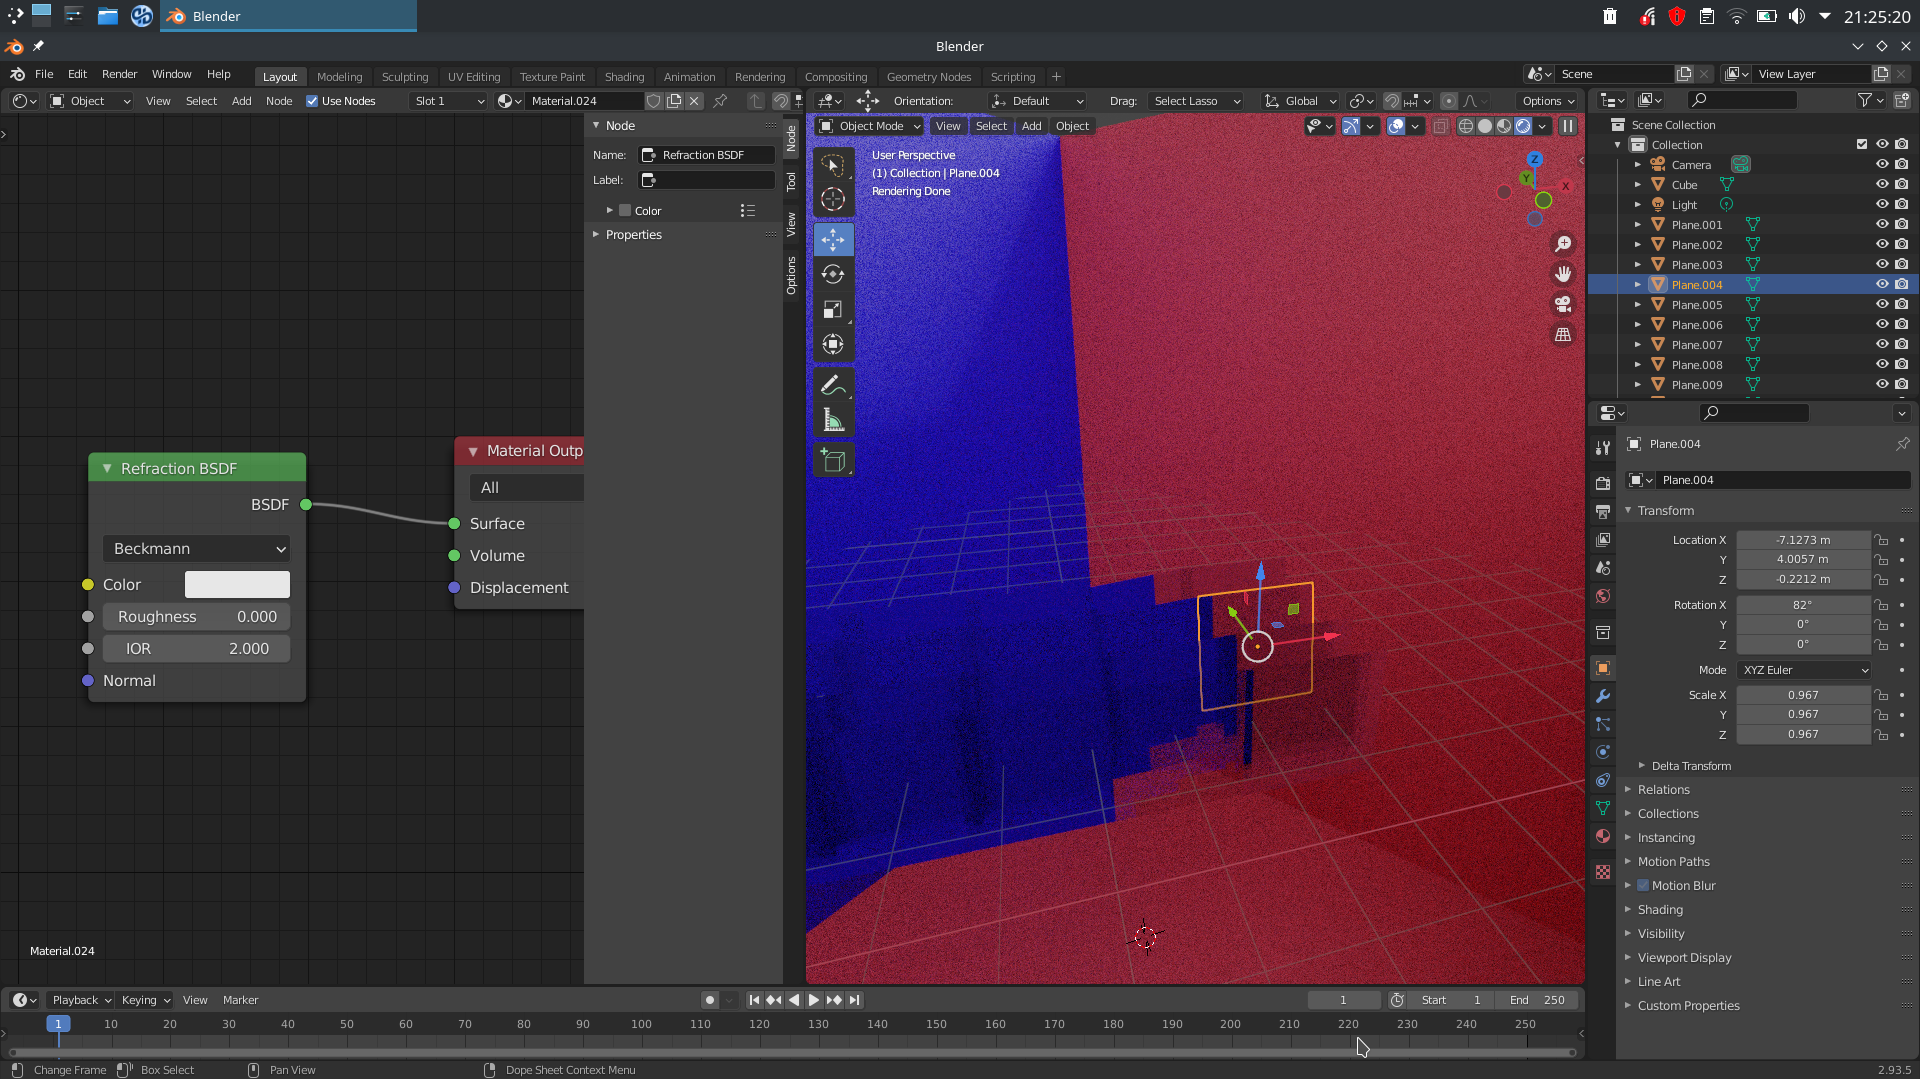 Blender
21:25:20
Blender
File Edit Render Window Help Layout Modeling Sculpting UV Editing Texture Paint Shading Animation Rendering Compositing Geometry Nodes Scripting + Scene View Layer
Object View Select Add Node Use Nodes Slot 1 Material.024
Orientation: Default Drag: Select Lasso Global Options
Object Mode View Select Add Object
User Perspective
(1) Collection | Plane.004
Rendering Done
Z
Y
X
Node
Name: Refraction BSDF
Label:
Color
Properties
Node
Tool
View
Options
Refraction BSDF
BSDF
Beckmann
Color
Roughness 0.000
IOR 2.000
Normal
Material Outp
All
Surface
Volume
Displacement
Material.024
Scene Collection
Collection
Camera
Cube
Light
Plane.001
Plane.002
Plane.003
Plane.004
Plane.005
Plane.006
Plane.007
Plane.008
Plane.009
Plane.004
Plane.004
Transform
Location X -7.1273 m
Y 4.0057 m
Z -0.2212 m
Rotation X 82°
Y 0°
Z 0°
Mode XYZ Euler
Scale X 0.967
Y 0.967
Z 0.967
Delta Transform
Relations
Collections
Instancing
Motion Paths
Motion Blur
Shading
Visibility
Viewport Display
Line Art
Custom Properties
Playback Keying View Marker 1 Start 1 End 250
1 10 20 30 40 50 60 70 80 90 100 110 120 130 140 150 160 170 180 190 200 210 220 230 240 250
Change Frame Box Select Pan View Dope Sheet Context Menu 2.93.5